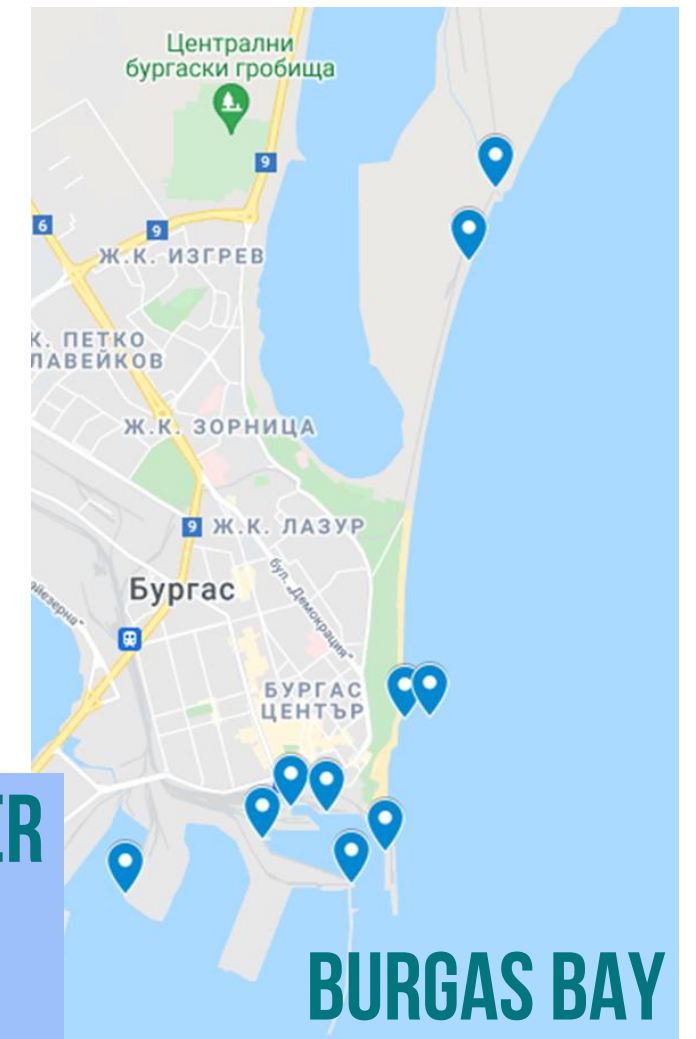 Централни
бургаски гробища
9
6
9
Ж.К. ИЗГРЕВ
К. ПЕТКО
ЛАВЕЙКОВ
Ж.К. ЗОРНИЦА
9
Ж.К. ЛАЗУР
бул. „Демокрация“
Бургас
БУРГАС
ЦЕНТЪР
ER
BURGAS BAY